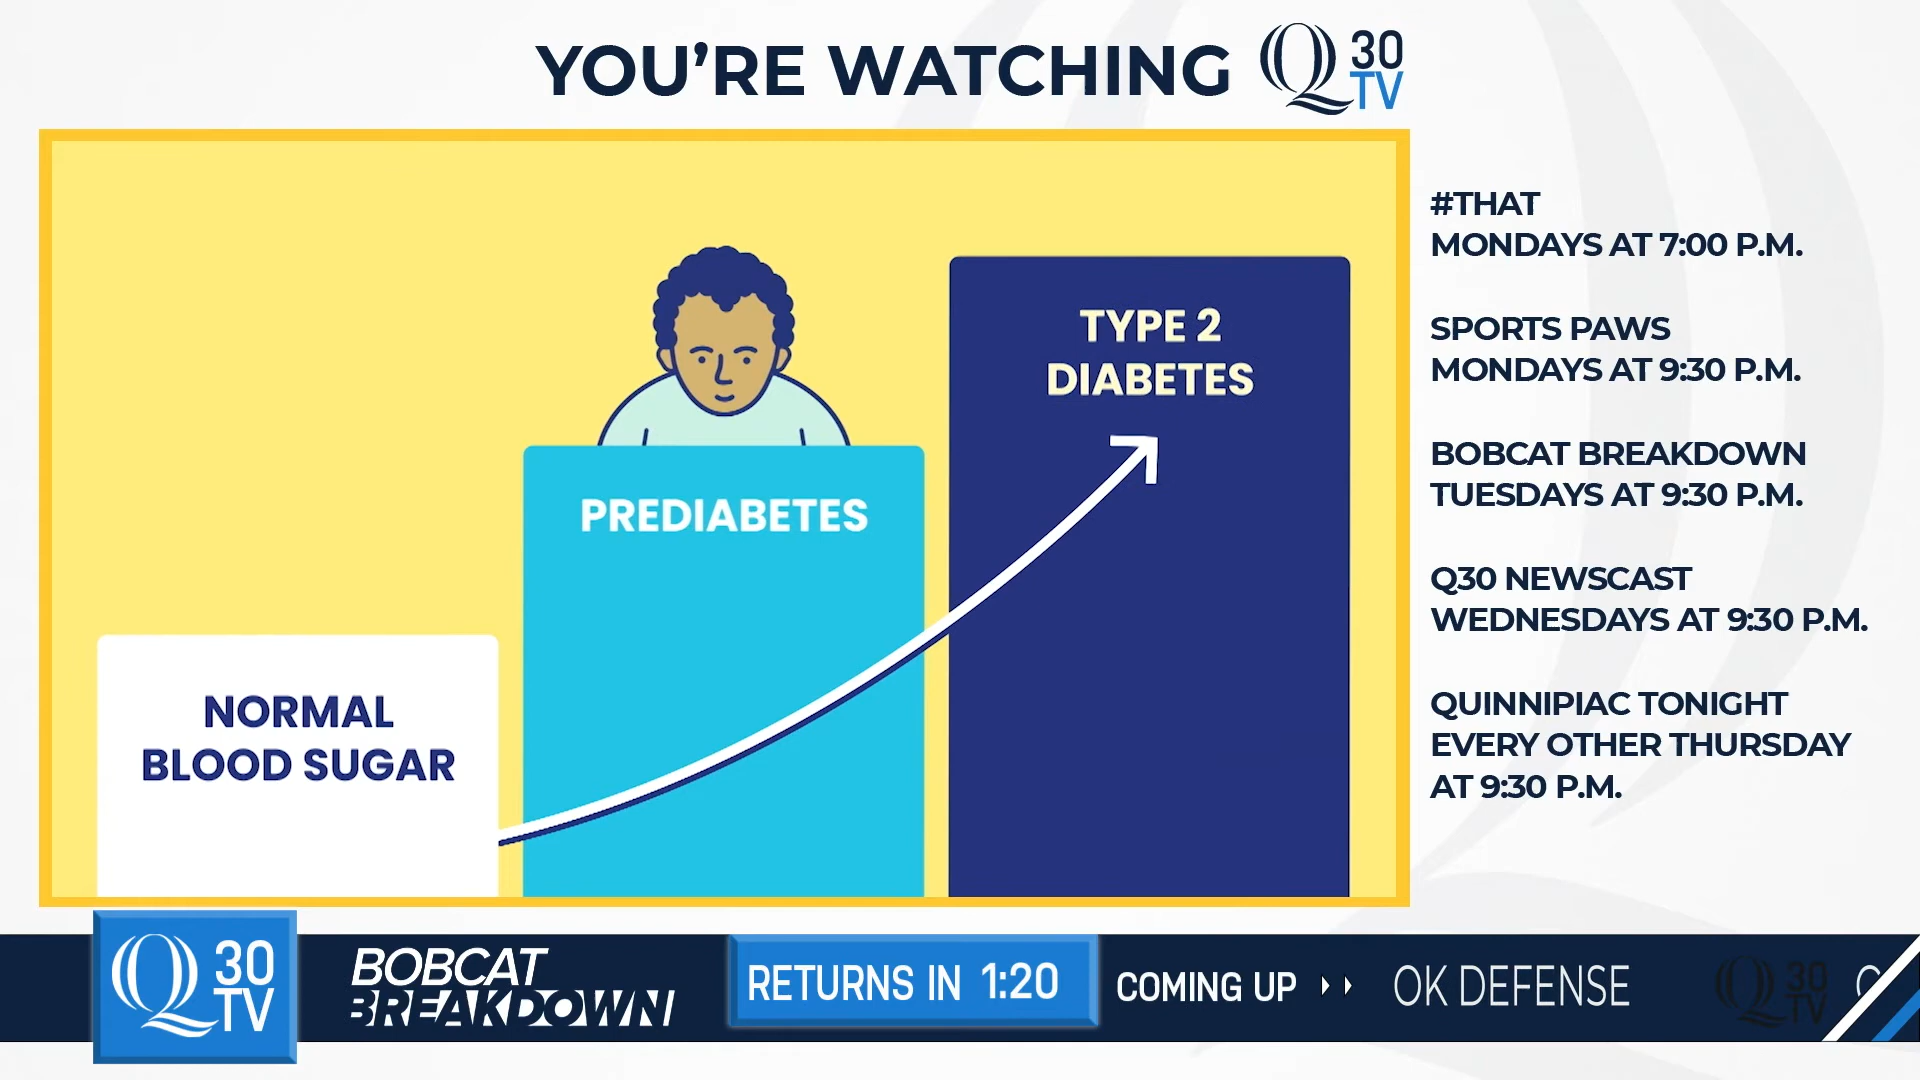 YOU'RE WATCHING Q 30 TV
#THAT
MONDAYS AT 7:00 P.M.
SPORTS PAWS
MONDAYS AT 9:30 P.M.
BOBCAT BREAKDOWN
TUESDAYS AT 9:30 P.M.
Q30 NEWSCAST
WEDNESDAYS AT 9:30 P.M.
QUINNIPIAC TONIGHT
EVERY OTHER THURSDAY
AT 9:30 P.M.
TYPE 2
DIABETES
PREDIABETES
NORMAL
BLOOD SUGAR
Q 30 TV
BOBCAT
BREAKDOWN
RETURNS IN 1:20
COMING UP
OK DEFENSE
Q 30 TV